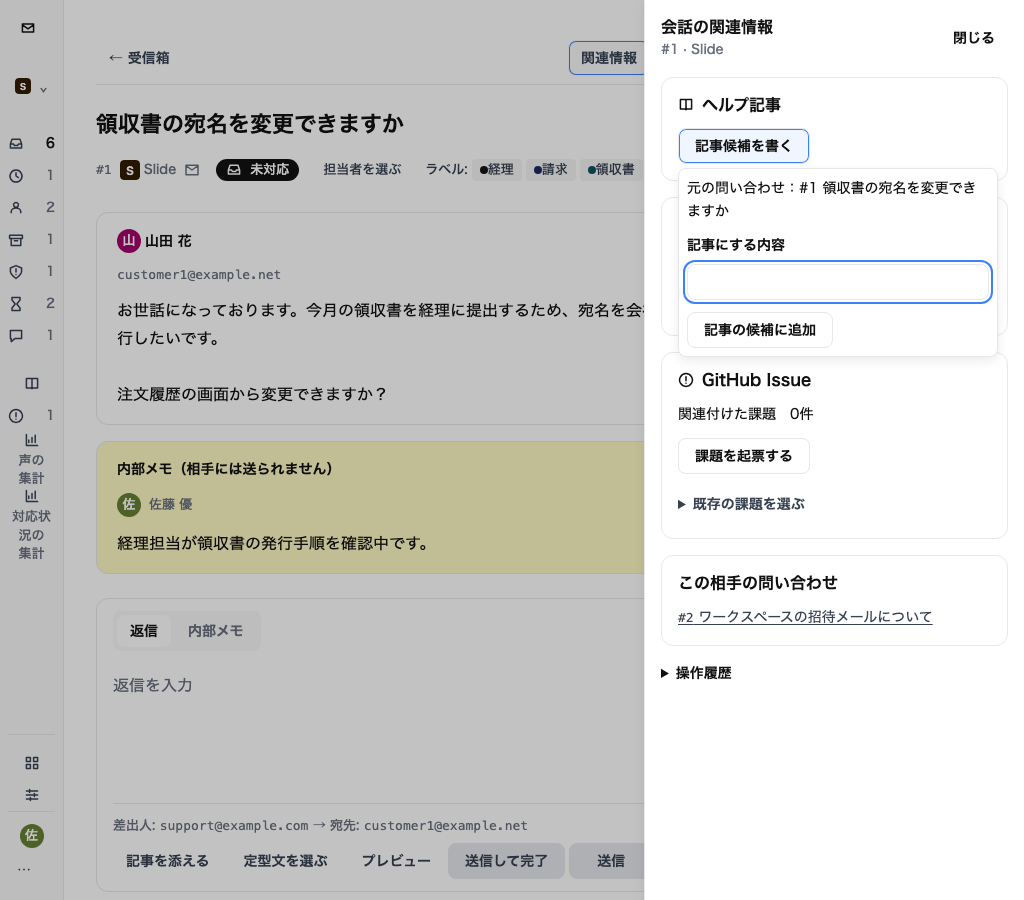 S
6
1
2
1
1
2
1
1
声の
集計
対応状
況の
集計
佐
…
← 受信箱
関連情報
領収書の宛名を変更できますか
#1 S Slide 未対応 担当者を選ぶ ラベル: 経理 請求 領収書
山 山田 花
customer1@example.net
お世話になっております。今月の領収書を経理に提出するため、宛名を会
行したいです。
注文履歴の画面から変更できますか？
内部メモ（相手には送られません）
佐 佐藤 優
経理担当が領収書の発行手順を確認中です。
返信 内部メモ
返信を入力
差出人: support@example.com → 宛先: customer1@example.net
記事を添える 定型文を選ぶ プレビュー 送信して完了 送信
会話の関連情報
#1 · Slide
閉じる
ヘルプ記事
記事候補を書く
元の問い合わせ：#1 領収書の宛名を変更でき
ますか
記事にする内容
記事の候補に追加
GitHub Issue
関連付けた課題 0件
課題を起票する
▶ 既存の課題を選ぶ
この相手の問い合わせ
#2 ワークスペースの招待メールについて
▶ 操作履歴